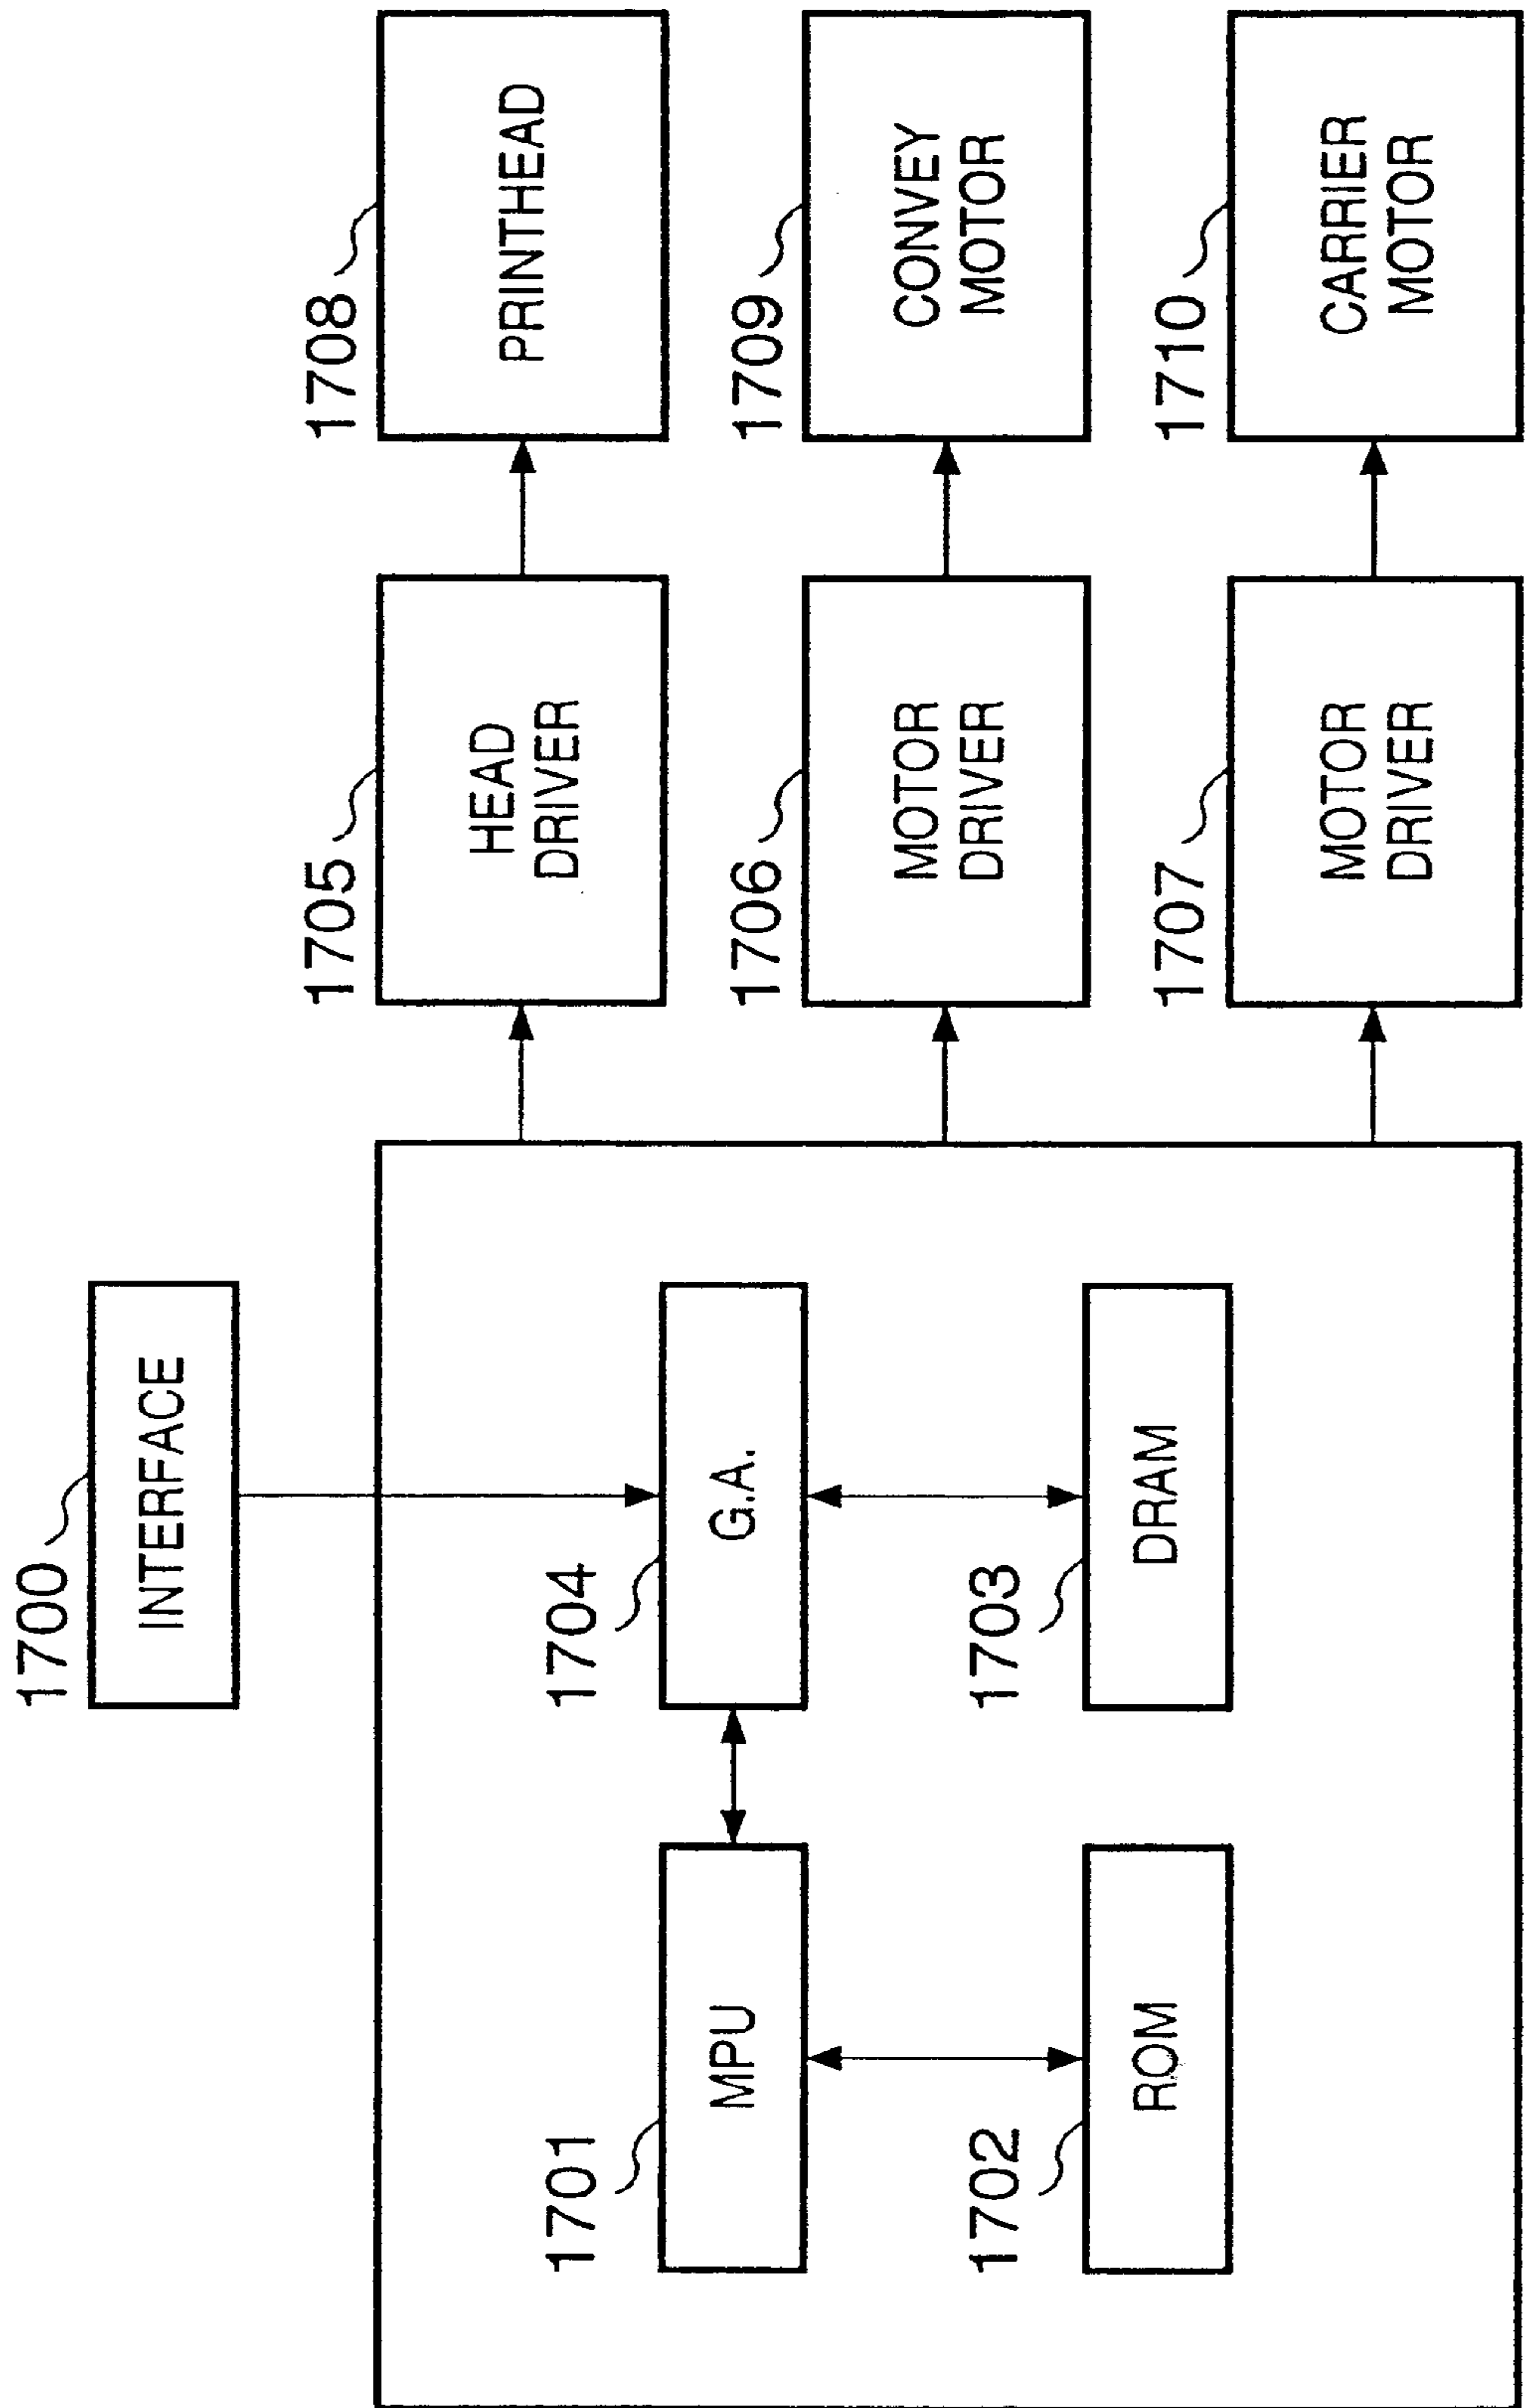 1700
INTERFACE
1701
MPU
1704
G.A.
1702
ROM
1703
DRAM
1705
HEAD
DRIVER
1708
PRINTHEAD
1706
MOTOR
DRIVER
1709
CONVEY
MOTOR
1707
MOTOR
DRIVER
1710
CARRIER
MOTOR